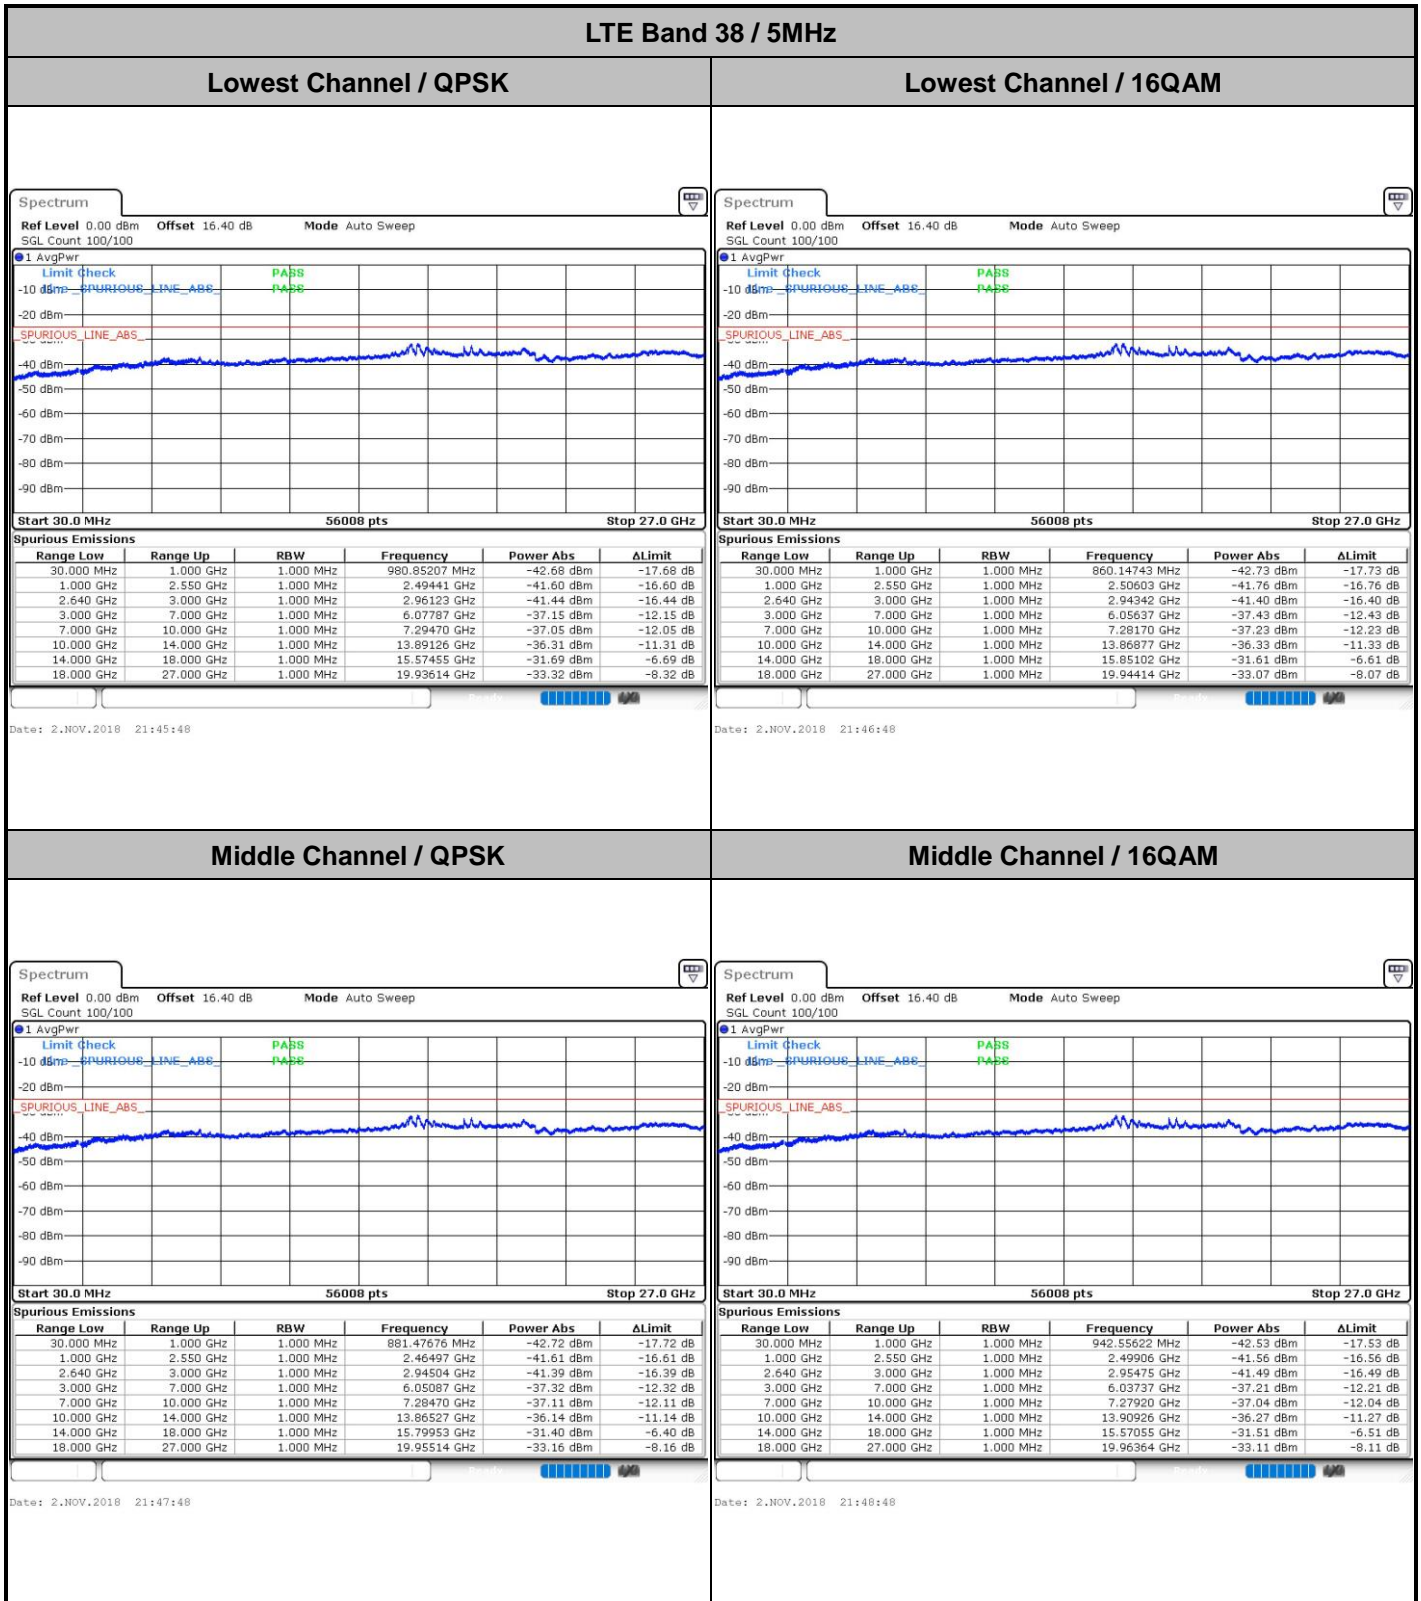 LTE Band 38 / 5MHz
Lowest Channel / QPSK
Lowest Channel / 16QAM
Spectrum
Ref Level 0.00 dBm Offset 16.40 dB Mode Auto Sweep
SGL Count 100/100
1 AvgPwr
Limit Check PASS
-10 dBm Line _SPURIOUS_LINE_ABS_ PASS
-20 dBm
_SPURIOUS_LINE_ABS_
-40 dBm
-50 dBm
-60 dBm
-70 dBm
-80 dBm
-90 dBm
Start 30.0 MHz 56008 pts Stop 27.0 GHz
Spurious Emissions
Range Low Range Up RBW Frequency Power Abs ΔLimit
30.000 MHz 1.000 GHz 1.000 MHz 980.85207 MHz -42.68 dBm -17.68 dB
1.000 GHz 2.550 GHz 1.000 MHz 2.49441 GHz -41.60 dBm -16.60 dB
2.640 GHz 3.000 GHz 1.000 MHz 2.96123 GHz -41.44 dBm -16.44 dB
3.000 GHz 7.000 GHz 1.000 MHz 6.07787 GHz -37.15 dBm -12.15 dB
7.000 GHz 10.000 GHz 1.000 MHz 7.29470 GHz -37.05 dBm -12.05 dB
10.000 GHz 14.000 GHz 1.000 MHz 13.89126 GHz -36.31 dBm -11.31 dB
14.000 GHz 18.000 GHz 1.000 MHz 15.57455 GHz -31.69 dBm -6.69 dB
18.000 GHz 27.000 GHz 1.000 MHz 19.93614 GHz -33.32 dBm -8.32 dB
Date: 2.NOV.2018 21:45:48
Spectrum
Ref Level 0.00 dBm Offset 16.40 dB Mode Auto Sweep
SGL Count 100/100
1 AvgPwr
Limit Check PASS
-10 dBm Line _SPURIOUS_LINE_ABS_ PASS
-20 dBm
_SPURIOUS_LINE_ABS_
-40 dBm
-50 dBm
-60 dBm
-70 dBm
-80 dBm
-90 dBm
Start 30.0 MHz 56008 pts Stop 27.0 GHz
Spurious Emissions
Range Low Range Up RBW Frequency Power Abs ΔLimit
30.000 MHz 1.000 GHz 1.000 MHz 860.14743 MHz -42.73 dBm -17.73 dB
1.000 GHz 2.550 GHz 1.000 MHz 2.50603 GHz -41.76 dBm -16.76 dB
2.640 GHz 3.000 GHz 1.000 MHz 2.94342 GHz -41.40 dBm -16.40 dB
3.000 GHz 7.000 GHz 1.000 MHz 6.05637 GHz -37.43 dBm -12.43 dB
7.000 GHz 10.000 GHz 1.000 MHz 7.28170 GHz -37.23 dBm -12.23 dB
10.000 GHz 14.000 GHz 1.000 MHz 13.86877 GHz -36.33 dBm -11.33 dB
14.000 GHz 18.000 GHz 1.000 MHz 15.85102 GHz -31.61 dBm -6.61 dB
18.000 GHz 27.000 GHz 1.000 MHz 19.94414 GHz -33.07 dBm -8.07 dB
Date: 2.NOV.2018 21:46:48
Middle Channel / QPSK
Middle Channel / 16QAM
Spectrum
Ref Level 0.00 dBm Offset 16.40 dB Mode Auto Sweep
SGL Count 100/100
1 AvgPwr
Limit Check PASS
-10 dBm Line _SPURIOUS_LINE_ABS_ PASS
-20 dBm
_SPURIOUS_LINE_ABS_
-40 dBm
-50 dBm
-60 dBm
-70 dBm
-80 dBm
-90 dBm
Start 30.0 MHz 56008 pts Stop 27.0 GHz
Spurious Emissions
Range Low Range Up RBW Frequency Power Abs ΔLimit
30.000 MHz 1.000 GHz 1.000 MHz 881.47676 MHz -42.72 dBm -17.72 dB
1.000 GHz 2.550 GHz 1.000 MHz 2.46497 GHz -41.61 dBm -16.61 dB
2.640 GHz 3.000 GHz 1.000 MHz 2.94504 GHz -41.39 dBm -16.39 dB
3.000 GHz 7.000 GHz 1.000 MHz 6.05087 GHz -37.32 dBm -12.32 dB
7.000 GHz 10.000 GHz 1.000 MHz 7.28470 GHz -37.11 dBm -12.11 dB
10.000 GHz 14.000 GHz 1.000 MHz 13.86527 GHz -36.14 dBm -11.14 dB
14.000 GHz 18.000 GHz 1.000 MHz 15.79953 GHz -31.40 dBm -6.40 dB
18.000 GHz 27.000 GHz 1.000 MHz 19.95514 GHz -33.16 dBm -8.16 dB
Date: 2.NOV.2018 21:47:48
Spectrum
Ref Level 0.00 dBm Offset 16.40 dB Mode Auto Sweep
SGL Count 100/100
1 AvgPwr
Limit Check PASS
-10 dBm Line _SPURIOUS_LINE_ABS_ PASS
-20 dBm
_SPURIOUS_LINE_ABS_
-40 dBm
-50 dBm
-60 dBm
-70 dBm
-80 dBm
-90 dBm
Start 30.0 MHz 56008 pts Stop 27.0 GHz
Spurious Emissions
Range Low Range Up RBW Frequency Power Abs ΔLimit
30.000 MHz 1.000 GHz 1.000 MHz 942.55622 MHz -42.53 dBm -17.53 dB
1.000 GHz 2.550 GHz 1.000 MHz 2.49906 GHz -41.56 dBm -16.56 dB
2.640 GHz 3.000 GHz 1.000 MHz 2.95475 GHz -41.49 dBm -16.49 dB
3.000 GHz 7.000 GHz 1.000 MHz 6.03737 GHz -37.21 dBm -12.21 dB
7.000 GHz 10.000 GHz 1.000 MHz 7.27920 GHz -37.04 dBm -12.04 dB
10.000 GHz 14.000 GHz 1.000 MHz 13.90926 GHz -36.27 dBm -11.27 dB
14.000 GHz 18.000 GHz 1.000 MHz 15.57055 GHz -31.51 dBm -6.51 dB
18.000 GHz 27.000 GHz 1.000 MHz 19.96364 GHz -33.11 dBm -8.11 dB
Date: 2.NOV.2018 21:48:48